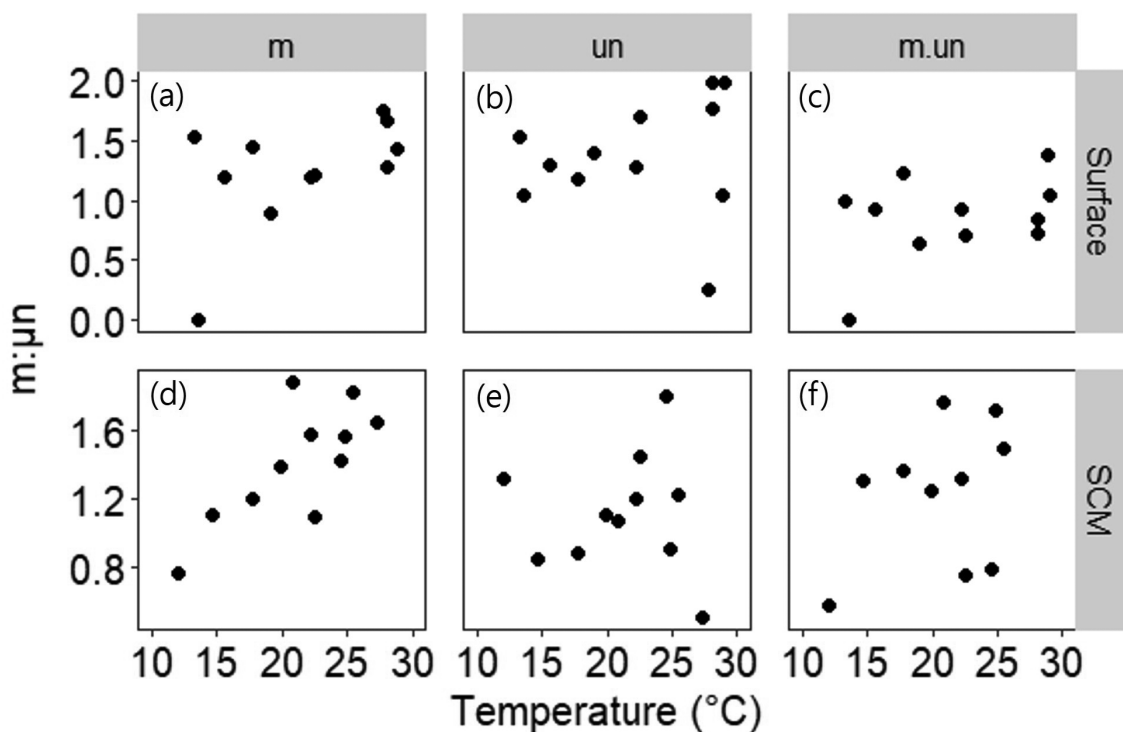 m un m.un
(a) (b) (c)
2.0
1.5
1.0
0.5
0.0
Surface
m:μn
(d) (e) (f)
1.6
1.2
0.8
SCM
10 15 20 25 30 10 15 20 25 30 10 15 20 25 30
Temperature (°C)